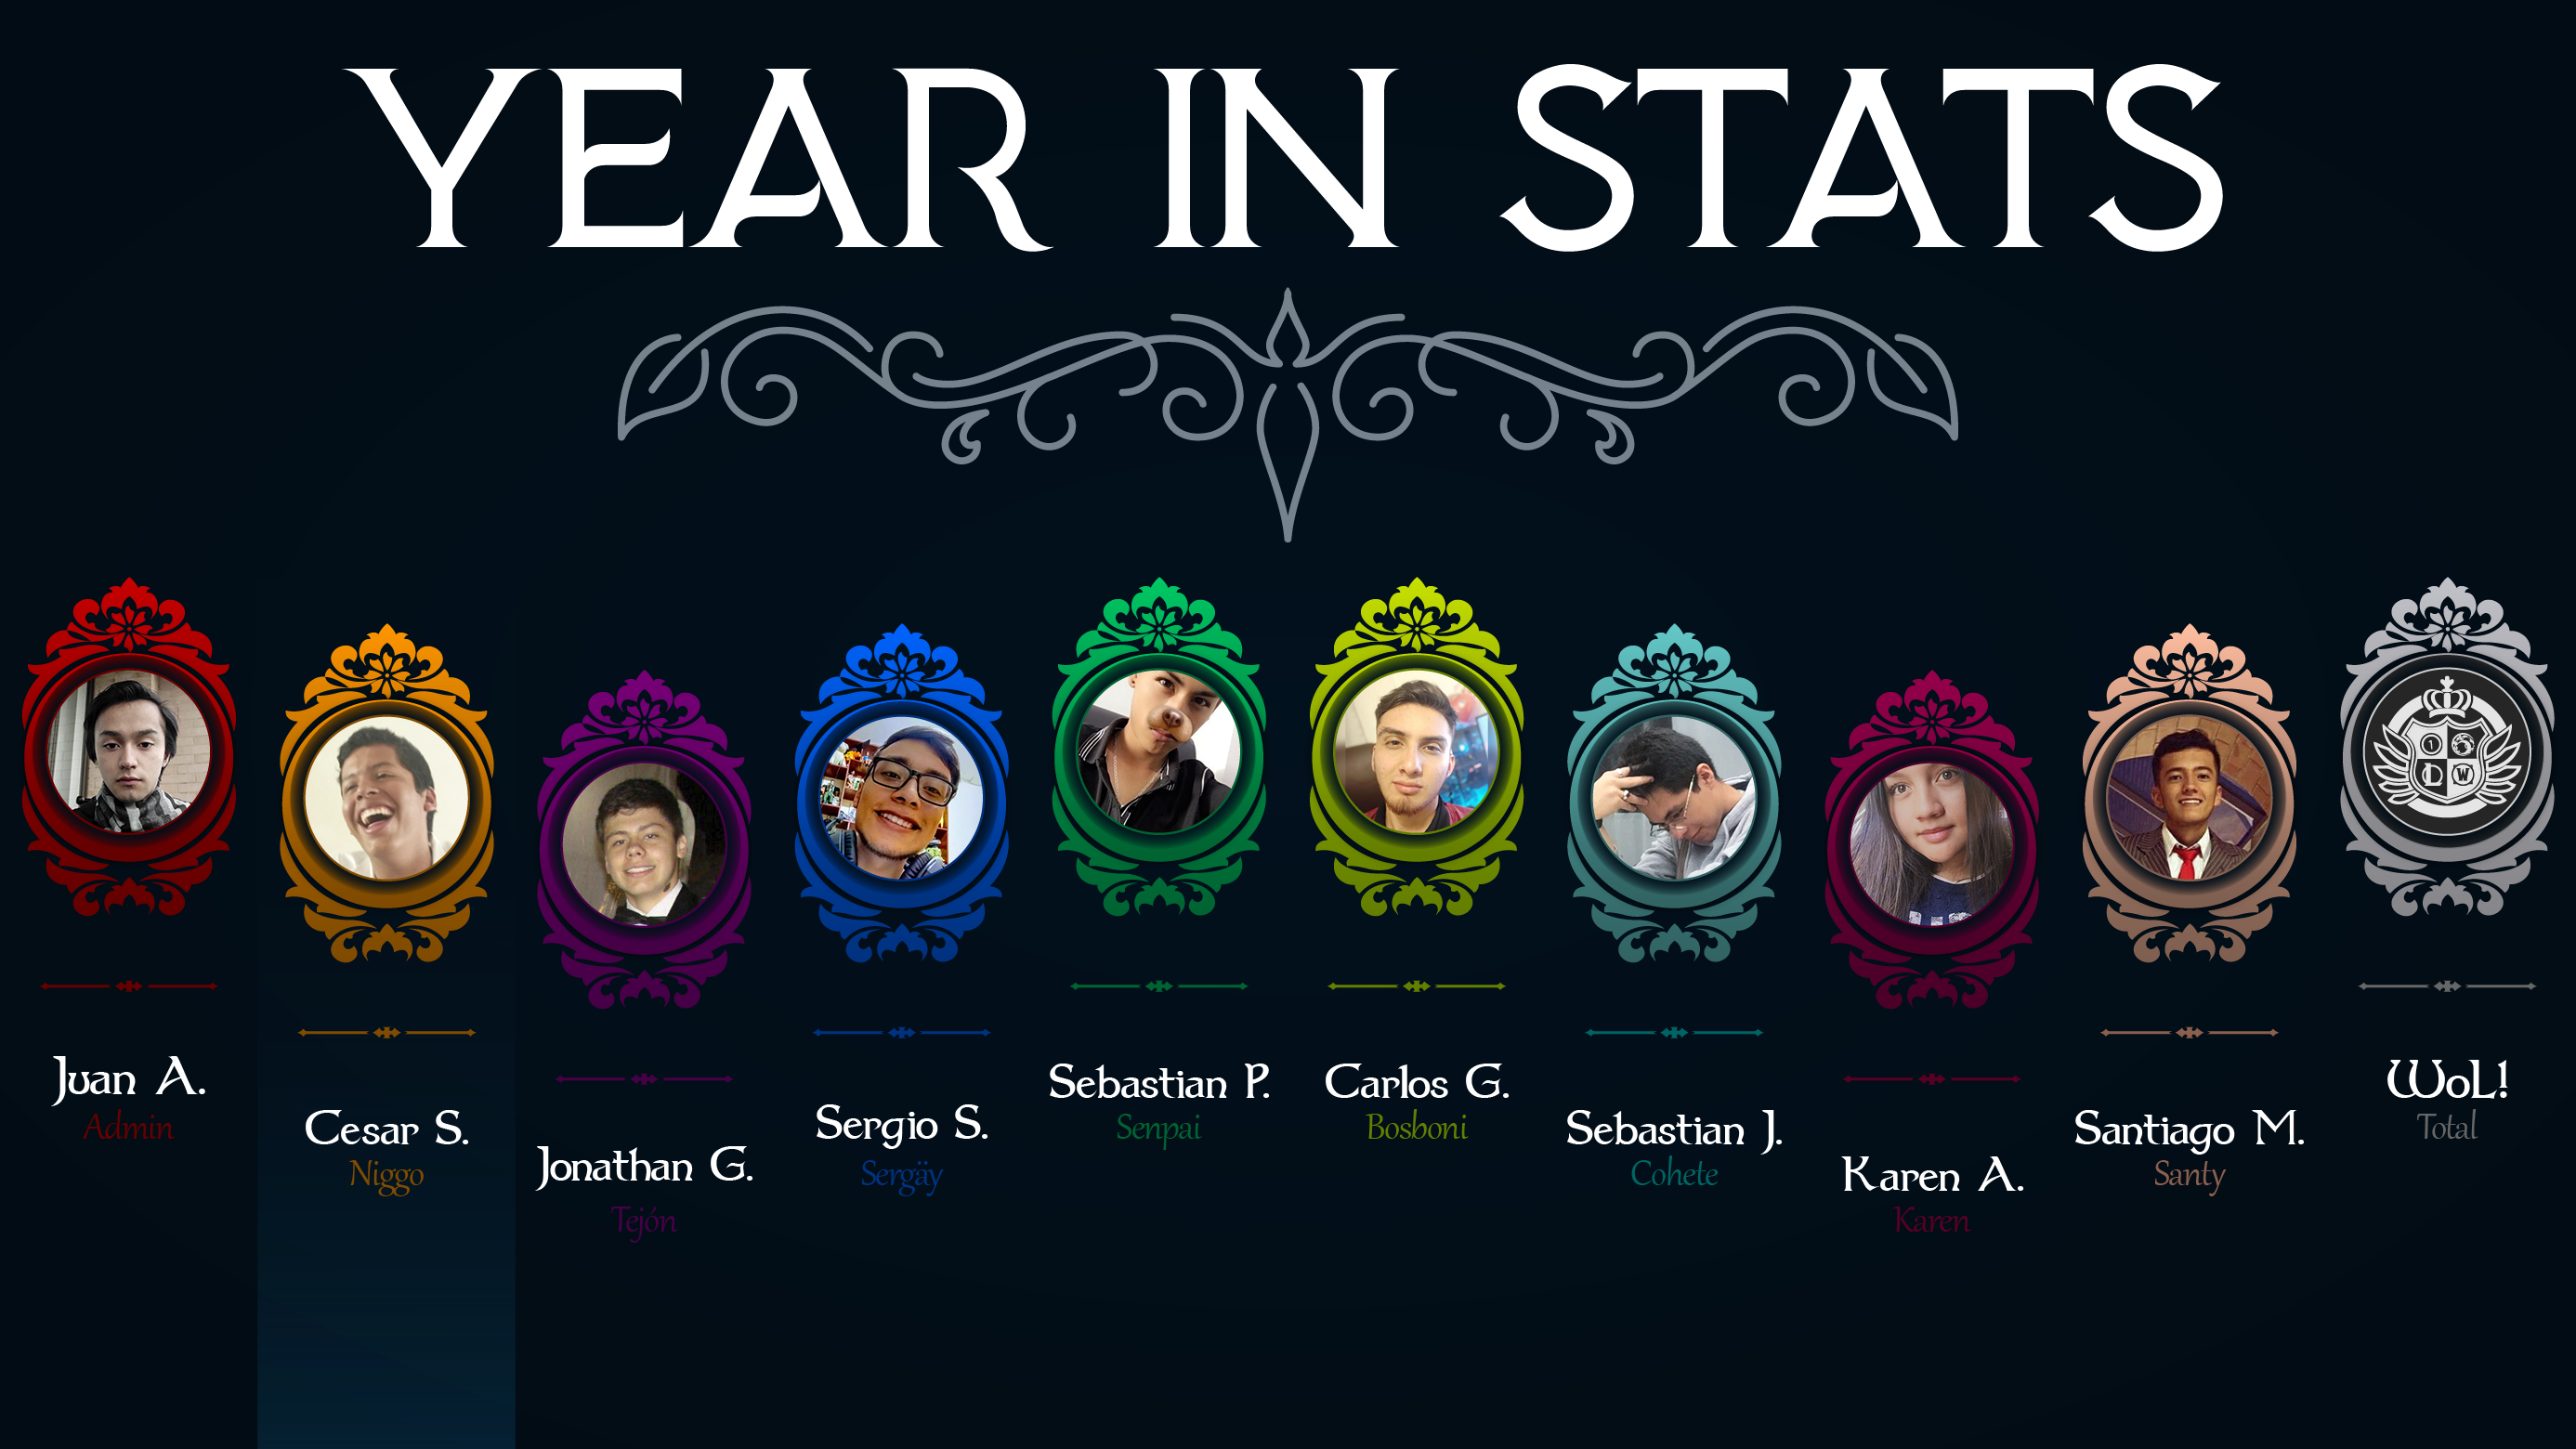 YEAR IN STATS
Juan A.
Admin
Cesar S.
Niggo
Jonathan G.
Tejón
Sergio S.
Sergäy
Sebastian P.
Senpai
Carlos G.
Bosboni
Sebastian J.
Cohete
Karen A.
Karen
Santiago M.
Santy
1
L W
WoL!
Total